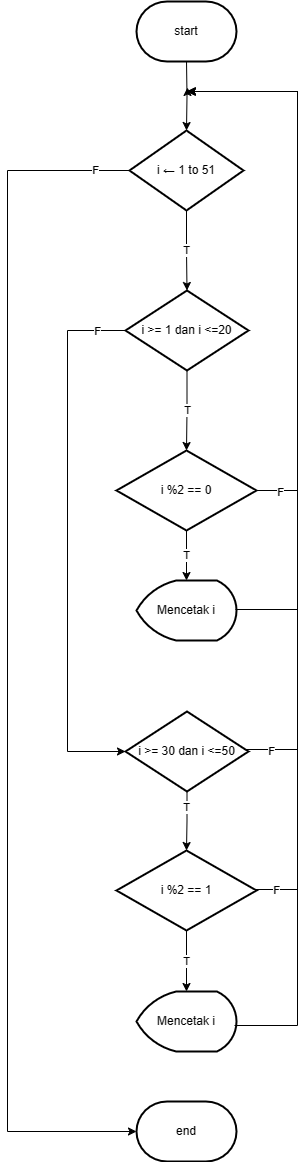 start
i ← 1 to 51
F
T
i >= 1 dan i <=20
F
T
i %2 == 0
F
T
Mencetak i
i >= 30 dan i <=50
F
T
i %2 == 1
F
T
Mencetak i
end